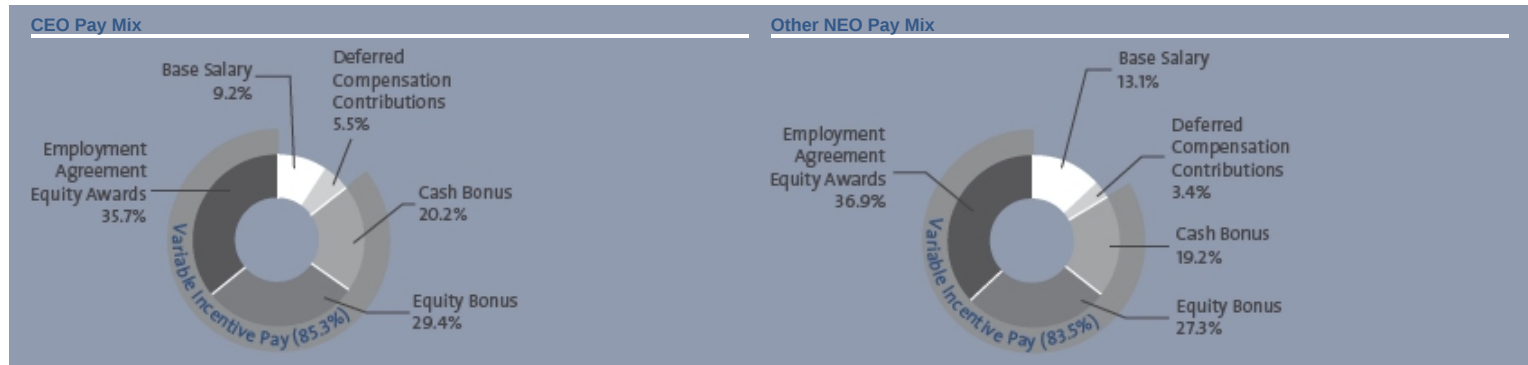 CEO Pay Mix
Base Salary
9.2%
Deferred
Compensation
Contributions
5.5%
Employment
Agreement
Equity Awards
35.7%
Cash Bonus
20.2%
Equity Bonus
29.4%
Variable Incentive Pay (85.3%)
Other NEO Pay Mix
Base Salary
13.1%
Deferred
Compensation
Contributions
3.4%
Employment
Agreement
Equity Awards
36.9%
Cash Bonus
19.2%
Equity Bonus
27.3%
Variable Incentive Pay (83.5%)